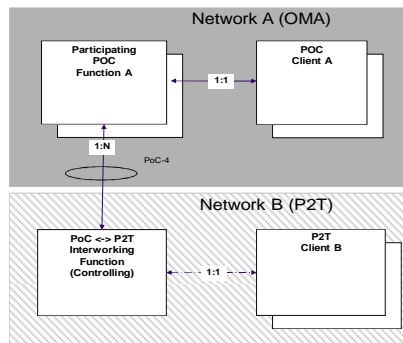 Network A (OMA)
Participating
POC
Function A
POC
Client A
1:1
1:N
PoC-4
Network B (P2T)
PoC <-> P2T
Interworking
Function
(Controlling)
P2T
Client B
1:1